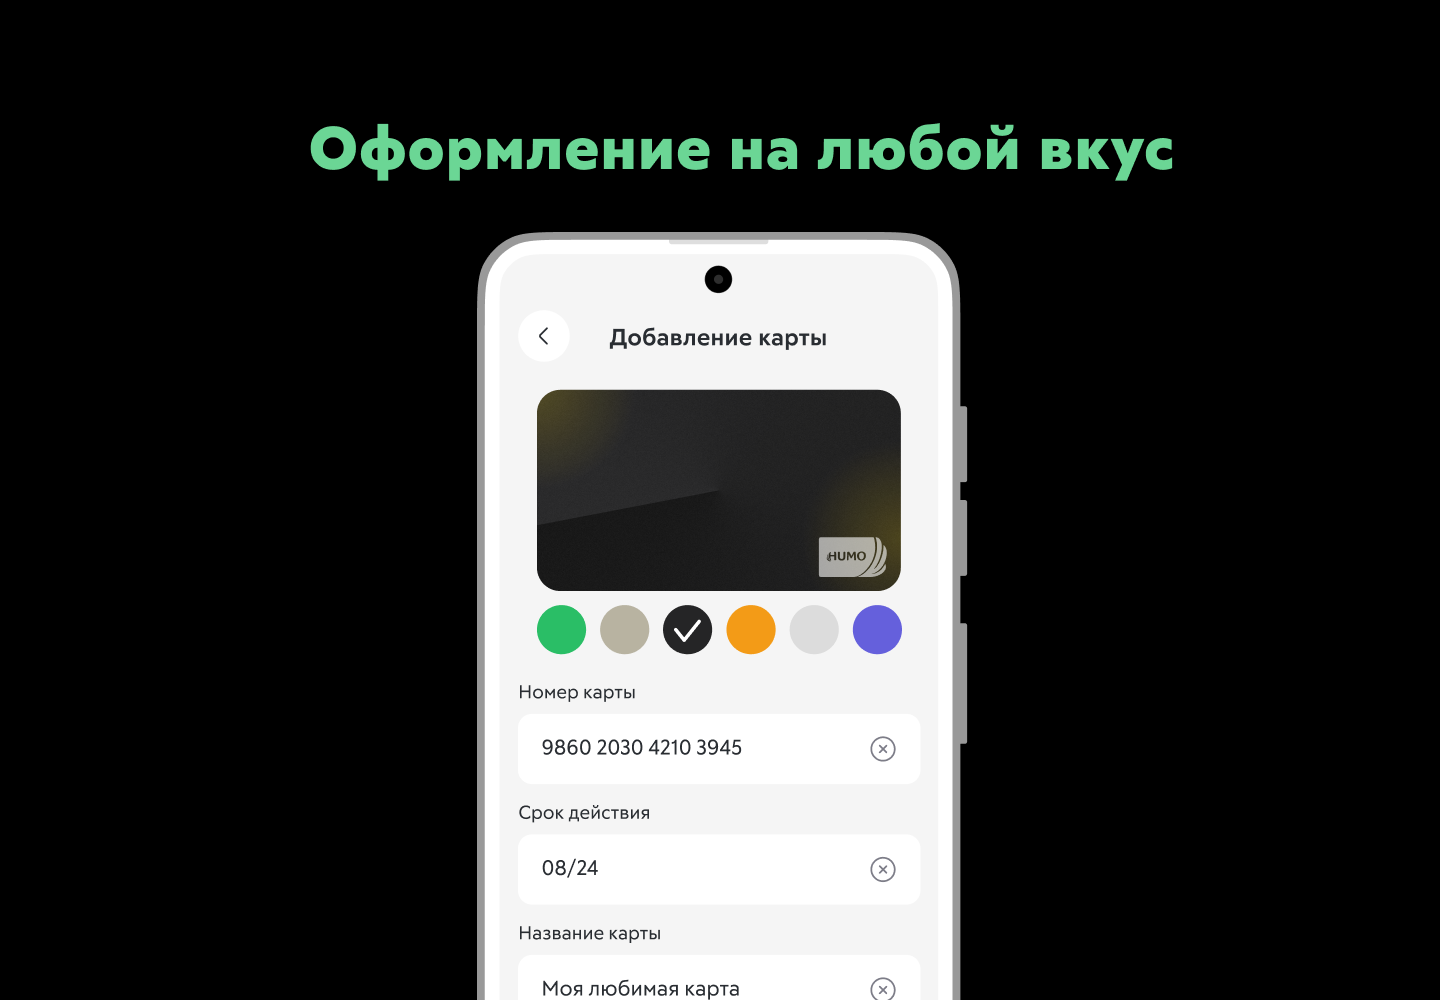 Оформление на любой вкус
Добавление карты
HUMO
Номер карты
9860 2030 4210 3945
Срок действия
08/24
Название карты
Моя любимая карта